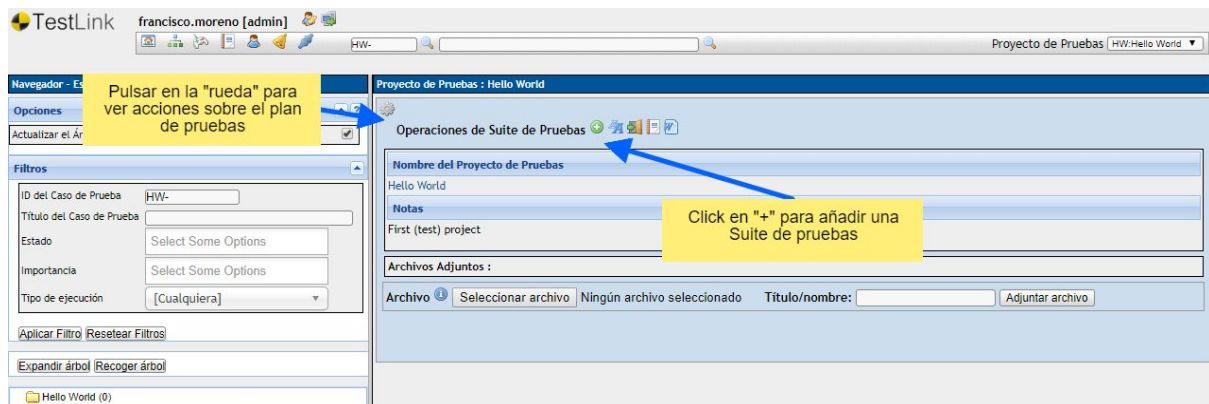 TestLink
francisco.moreno [admin]
HW-
Proyecto de Pruebas HW:Hello World
Navegador - Es
Proyecto de Pruebas : Hello World
Pulsar en la "rueda" para
ver acciones sobre el plan
de pruebas
Opciones
Actualizar el Ár
Operaciones de Suite de Pruebas
Filtros
Nombre del Proyecto de Pruebas
Hello World
Notas
First (test) project
Click en "+" para añadir una
Suite de pruebas
ID del Caso de Prueba HW-
Título del Caso de Prueba
Estado Select Some Options
Importancia Select Some Options
Tipo de ejecución [Cualquiera]
Archivos Adjuntos :
Archivo Seleccionar archivo Ningún archivo seleccionado Título/nombre: Adjuntar archivo
Aplicar Filtro Resetear Filtros
Expandir árbol Recoger árbol
Hello World (0)